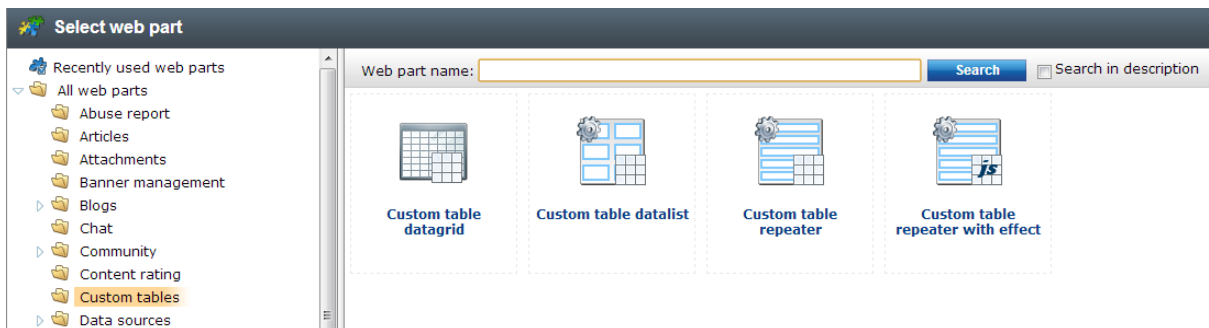 Select web part
Recently used web parts
All web parts
Abuse report
Articles
Attachments
Banner management
Blogs
Chat
Community
Content rating
Custom tables
Data sources
Web part name:
Search
Search in description
Custom table
datagrid
Custom table datalist
Custom table
repeater
js
Custom table
repeater with effect